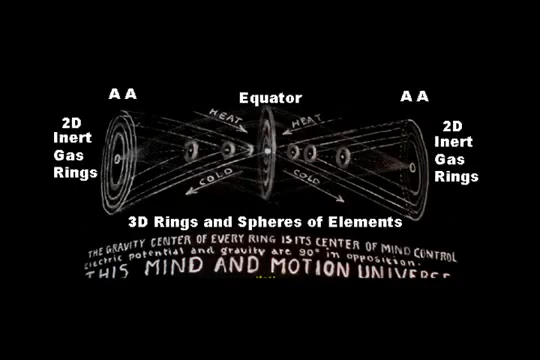 A A
Equator
A A
HEAT
HEAT
2D
Inert
Gas
Rings
2D
Inert
Gas
Rings
COLD
COLD
3D Rings and Spheres of Elements
THE GRAVITY CENTER OF EVERY RING IS ITS CENTER OF MIND CONTROL
Electric potential and gravity are 90° in opposition.
THIS MIND AND MOTION UNIVERSE